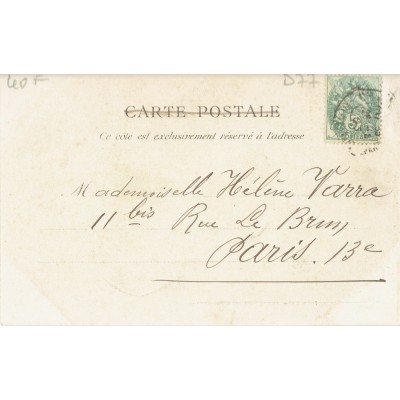 40F
D77
CARTE POSTALE
Ce côté est exclusivement réservé à l'adresse
Mademoiselle Hélène Varra
11 bis Rue Le Brun
Paris. 13e